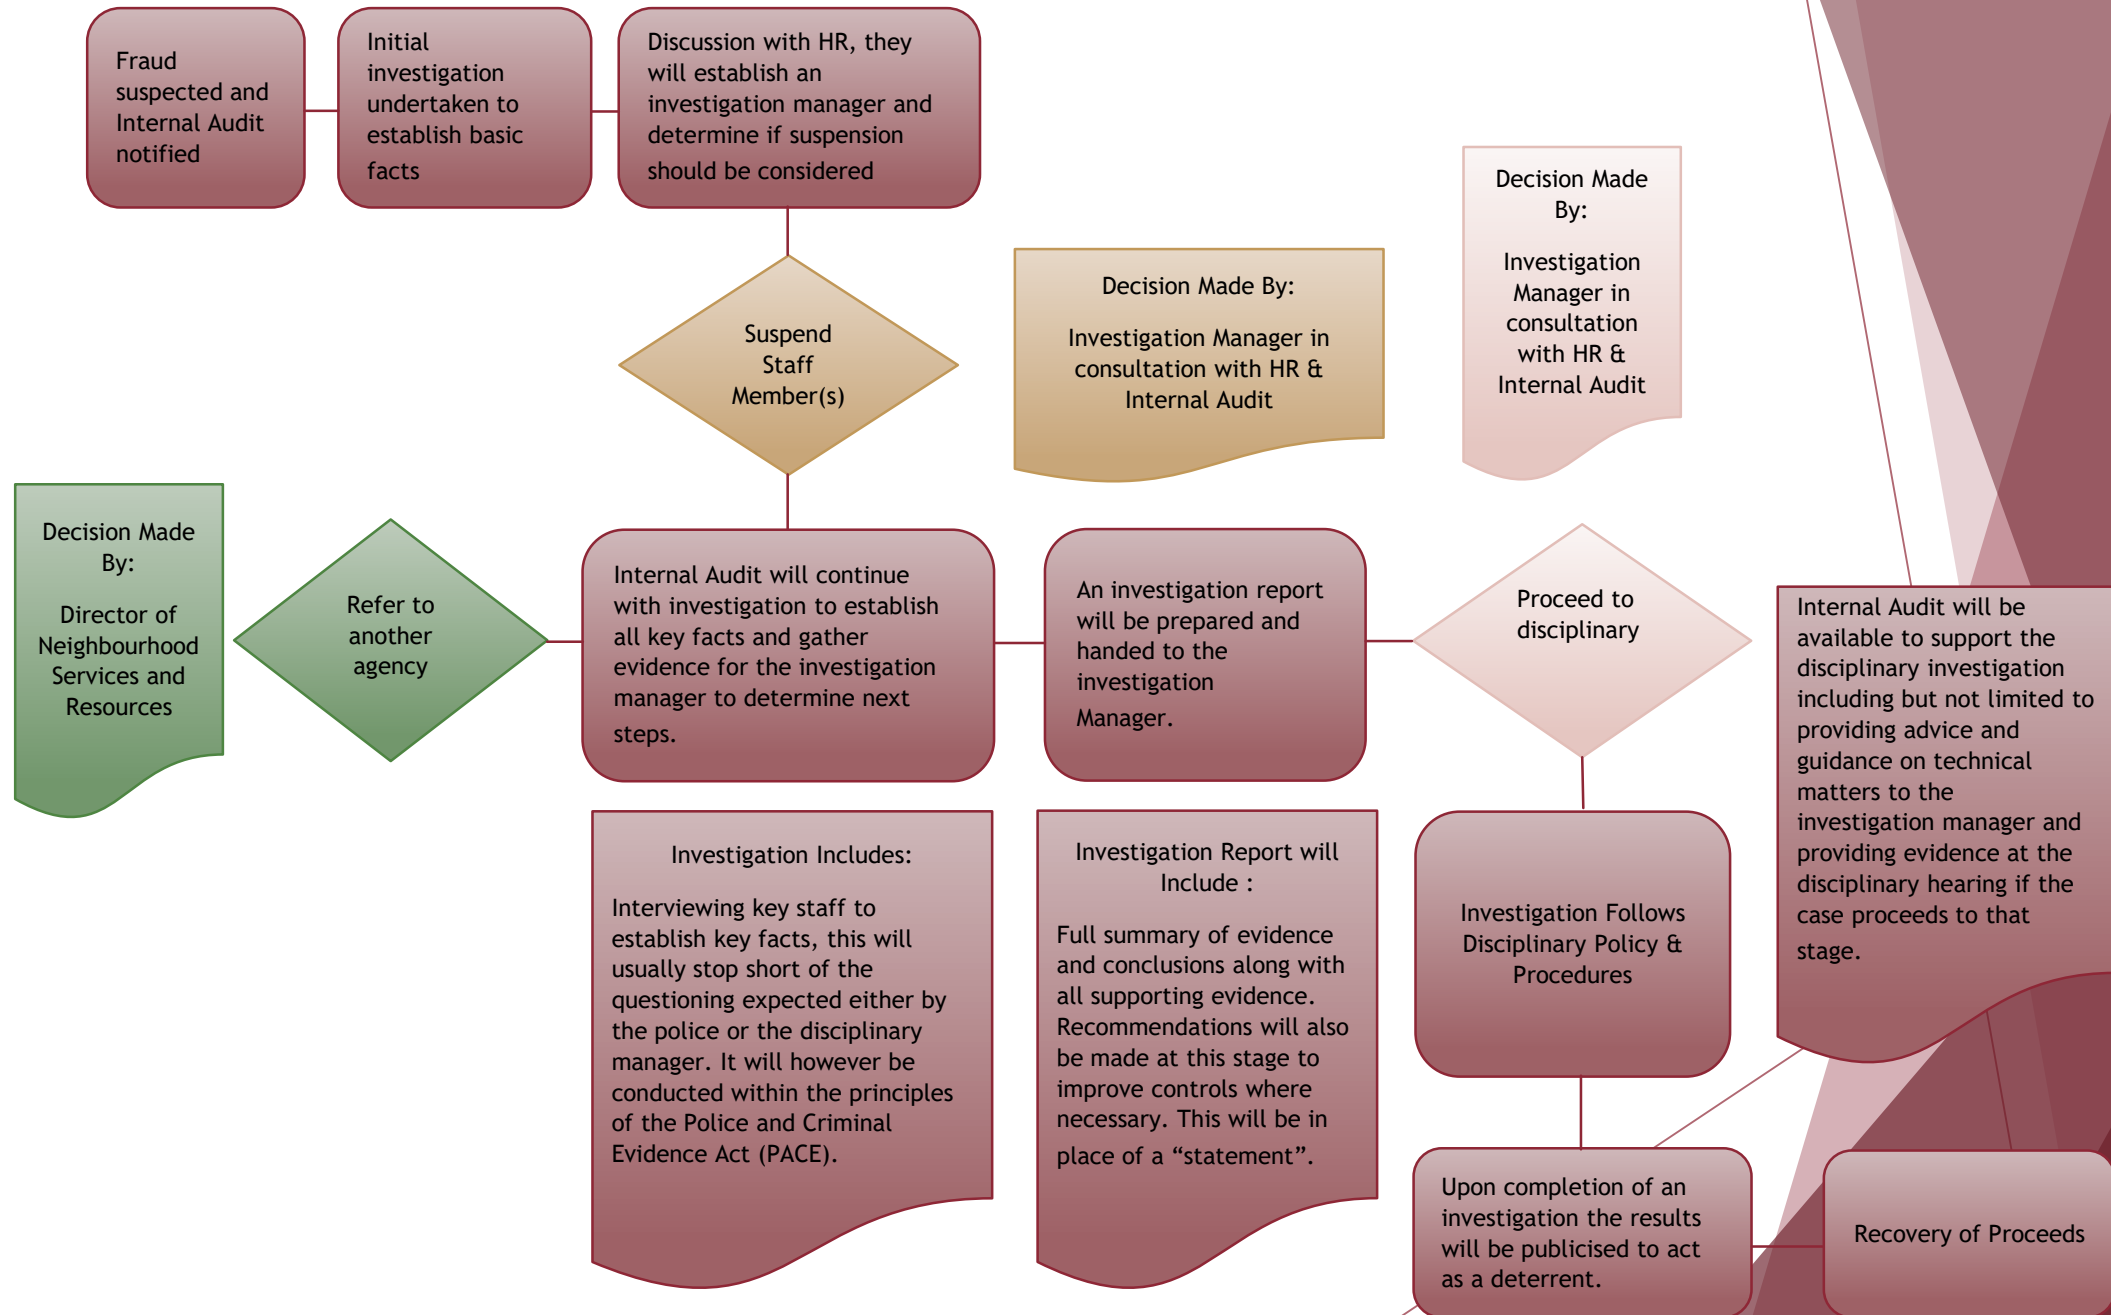 Fraud
suspected and
Internal Audit
notified
Initial
investigation
undertaken to
establish basic
facts
Discussion with HR, they
will establish an
investigation manager and
determine if suspension
should be considered
Suspend
Staff
Member(s)
Decision Made By:
Investigation Manager in
consultation with HR &
Internal Audit
Decision Made
By:
Investigation
Manager in
consultation
with HR &
Internal Audit
Decision Made
By:
Director of
Neighbourhood
Services and
Resources
Refer to
another
agency
Internal Audit will continue
with investigation to establish
all key facts and gather
evidence for the investigation
manager to determine next
steps.
An investigation report
will be prepared and
handed to the
investigation
Manager.
Proceed to
disciplinary
Internal Audit will be
available to support the
disciplinary investigation
including but not limited to
providing advice and
guidance on technical
matters to the
investigation manager and
providing evidence at the
disciplinary hearing if the
case proceeds to that
stage.
Investigation Includes:
Interviewing key staff to
establish key facts, this will
usually stop short of the
questioning expected either by
the police or the disciplinary
manager. It will however be
conducted within the principles
of the Police and Criminal
Evidence Act (PACE).
Investigation Report will
Include :
Full summary of evidence
and conclusions along with
all supporting evidence.
Recommendations will also
be made at this stage to
improve controls where
necessary. This will be in
place of a “statement”.
Investigation Follows
Disciplinary Policy &
Procedures
Upon completion of an
investigation the results
will be publicised to act
as a deterrent.
Recovery of Proceeds